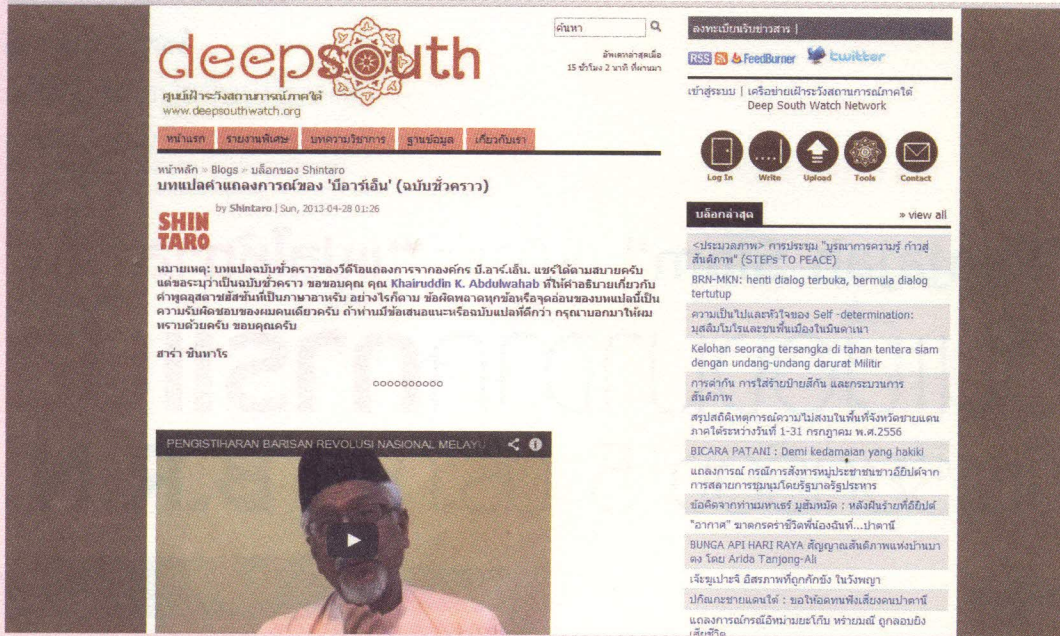 deepsouth
ศูนย์เฝ้าระวังสถานการณ์ภาคใต้
www.deepsouthwatch.org
ค้นหา
อัพเดทล่าสุดเมื่อ
15 ชั่วโมง 2 นาที ที่ผ่านมา
หน้าแรก รายงานพิเศษ บทความวิชาการ ฐานข้อมูล เกี่ยวกับเรา
หน้าหลัก » Blogs » บล็อกของ Shintaro
บทแปลคำแถลงการณ์ของ 'บีอาร์เอ็น' (ฉบับชั่วคราว)
by Shintaro | Sun, 2013-04-28 01:26
SHIN
TARO
หมายเหตุ: บทแปลฉบับชั่วคราวของวีดีโอแถลงการจากองค์กร บี.อาร์.เอ็น. แชร์ได้ตามสบายครับ
แต่ขอระบุว่าเป็นฉบับชั่วคราว ขอขอบคุณ คุณ Khairuddin K. Abdulwahab ที่ให้คำอธิบายเกี่ยวกับ
คำพูดอุสตาซฮัสซันที่เป็นภาษาอาหรับ อย่างไรก็ตาม ข้อผิดพลาดทุกข้อหรือจุดอ่อนของบทแปลนี้เป็น
ความรับผิดชอบของผมคนเดียวครับ ถ้าท่านมีข้อเสนอแนะหรือฉบับแปลที่ดีกว่า กรุณาบอกมาให้ผม
ทราบด้วยครับ ขอบคุณครับ
ฮาร่า ชินทาโร
oooooooooo
PENGISTIHARAN BARISAN REVOLUSI NASIONAL MELAYU
ลงทะเบียนรับข่าวสาร |
RSS FeedBurner twitter
เข้าสู่ระบบ | เครือข่ายเฝ้าระวังสถานการณ์ภาคใต้
Deep South Watch Network
Log In Write Upload Tools Contact
บล็อกล่าสุด » view all
<ประมวลภาพ> การประชุม "บูรณาการความรู้ ก้าวสู่
สันติภาพ" (STEPs TO PEACE)
BRN-MKN: henti dialog terbuka, bermula dialog
tertutup
ความเป็นไปและหัวใจของ Self -determination:
มุสลิมโมโรและชนพื้นเมืองในมินดาเนา
Kelohan seorang tersangka di tahan tentera siam
dengan undang-undang darurat Militir
การด่ากัน การใส่ร้ายป้ายสีกัน และกระบวนการ
สันติภาพ
สรุปสถิติเหตุการณ์ความไม่สงบในพื้นที่จังหวัดชายแดน
ภาคใต้ระหว่างวันที่ 1-31 กรกฎาคม พ.ศ.2556
BICARA PATANI : Demi kedamaian yang hakiki
แถลงการณ์ กรณีการสังหารหมู่ประชาชนชาวอียิปต์จาก
การสลายการชุมนุมโดยรัฐบาลรัฐประหาร
ข้อคิดจากท่านมหาเธร์ มูฮัมหมัด : หลังฝันร้ายที่อียิปต์
"อากาศ" ฆาตกรคร่าชีวิตพี่น้องฉันที่...ปาตานี
BUNGA API HARI RAYA สัญญาณสันติภาพแห่งบ้านบา
ตง โดย Arida Tanjong-Ali
เจ๊ะฆูเปาะจิ อิสรภาพที่ถูกกักขัง ในวังพญา
ปกิณกะชายแดนใต้ : ขอให้อดทนฟังเสียงคนปาตานี
แถลงการณ์กรณีอิหม่ามยะโก๊บ หร่ายมณี ถูกลอบยิง
เสียชีวิต